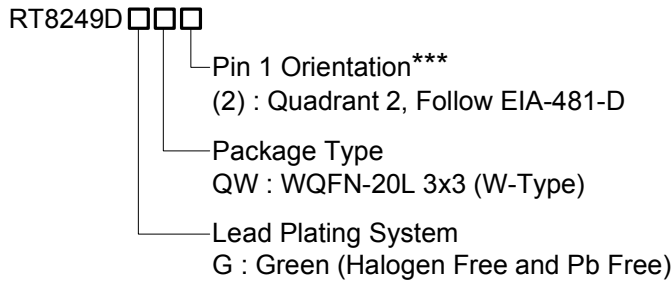 RT8249D□□□
Pin 1 Orientation***
(2) : Quadrant 2, Follow EIA-481-D
Package Type
QW : WQFN-20L 3x3 (W-Type)
Lead Plating System
G : Green (Halogen Free and Pb Free)